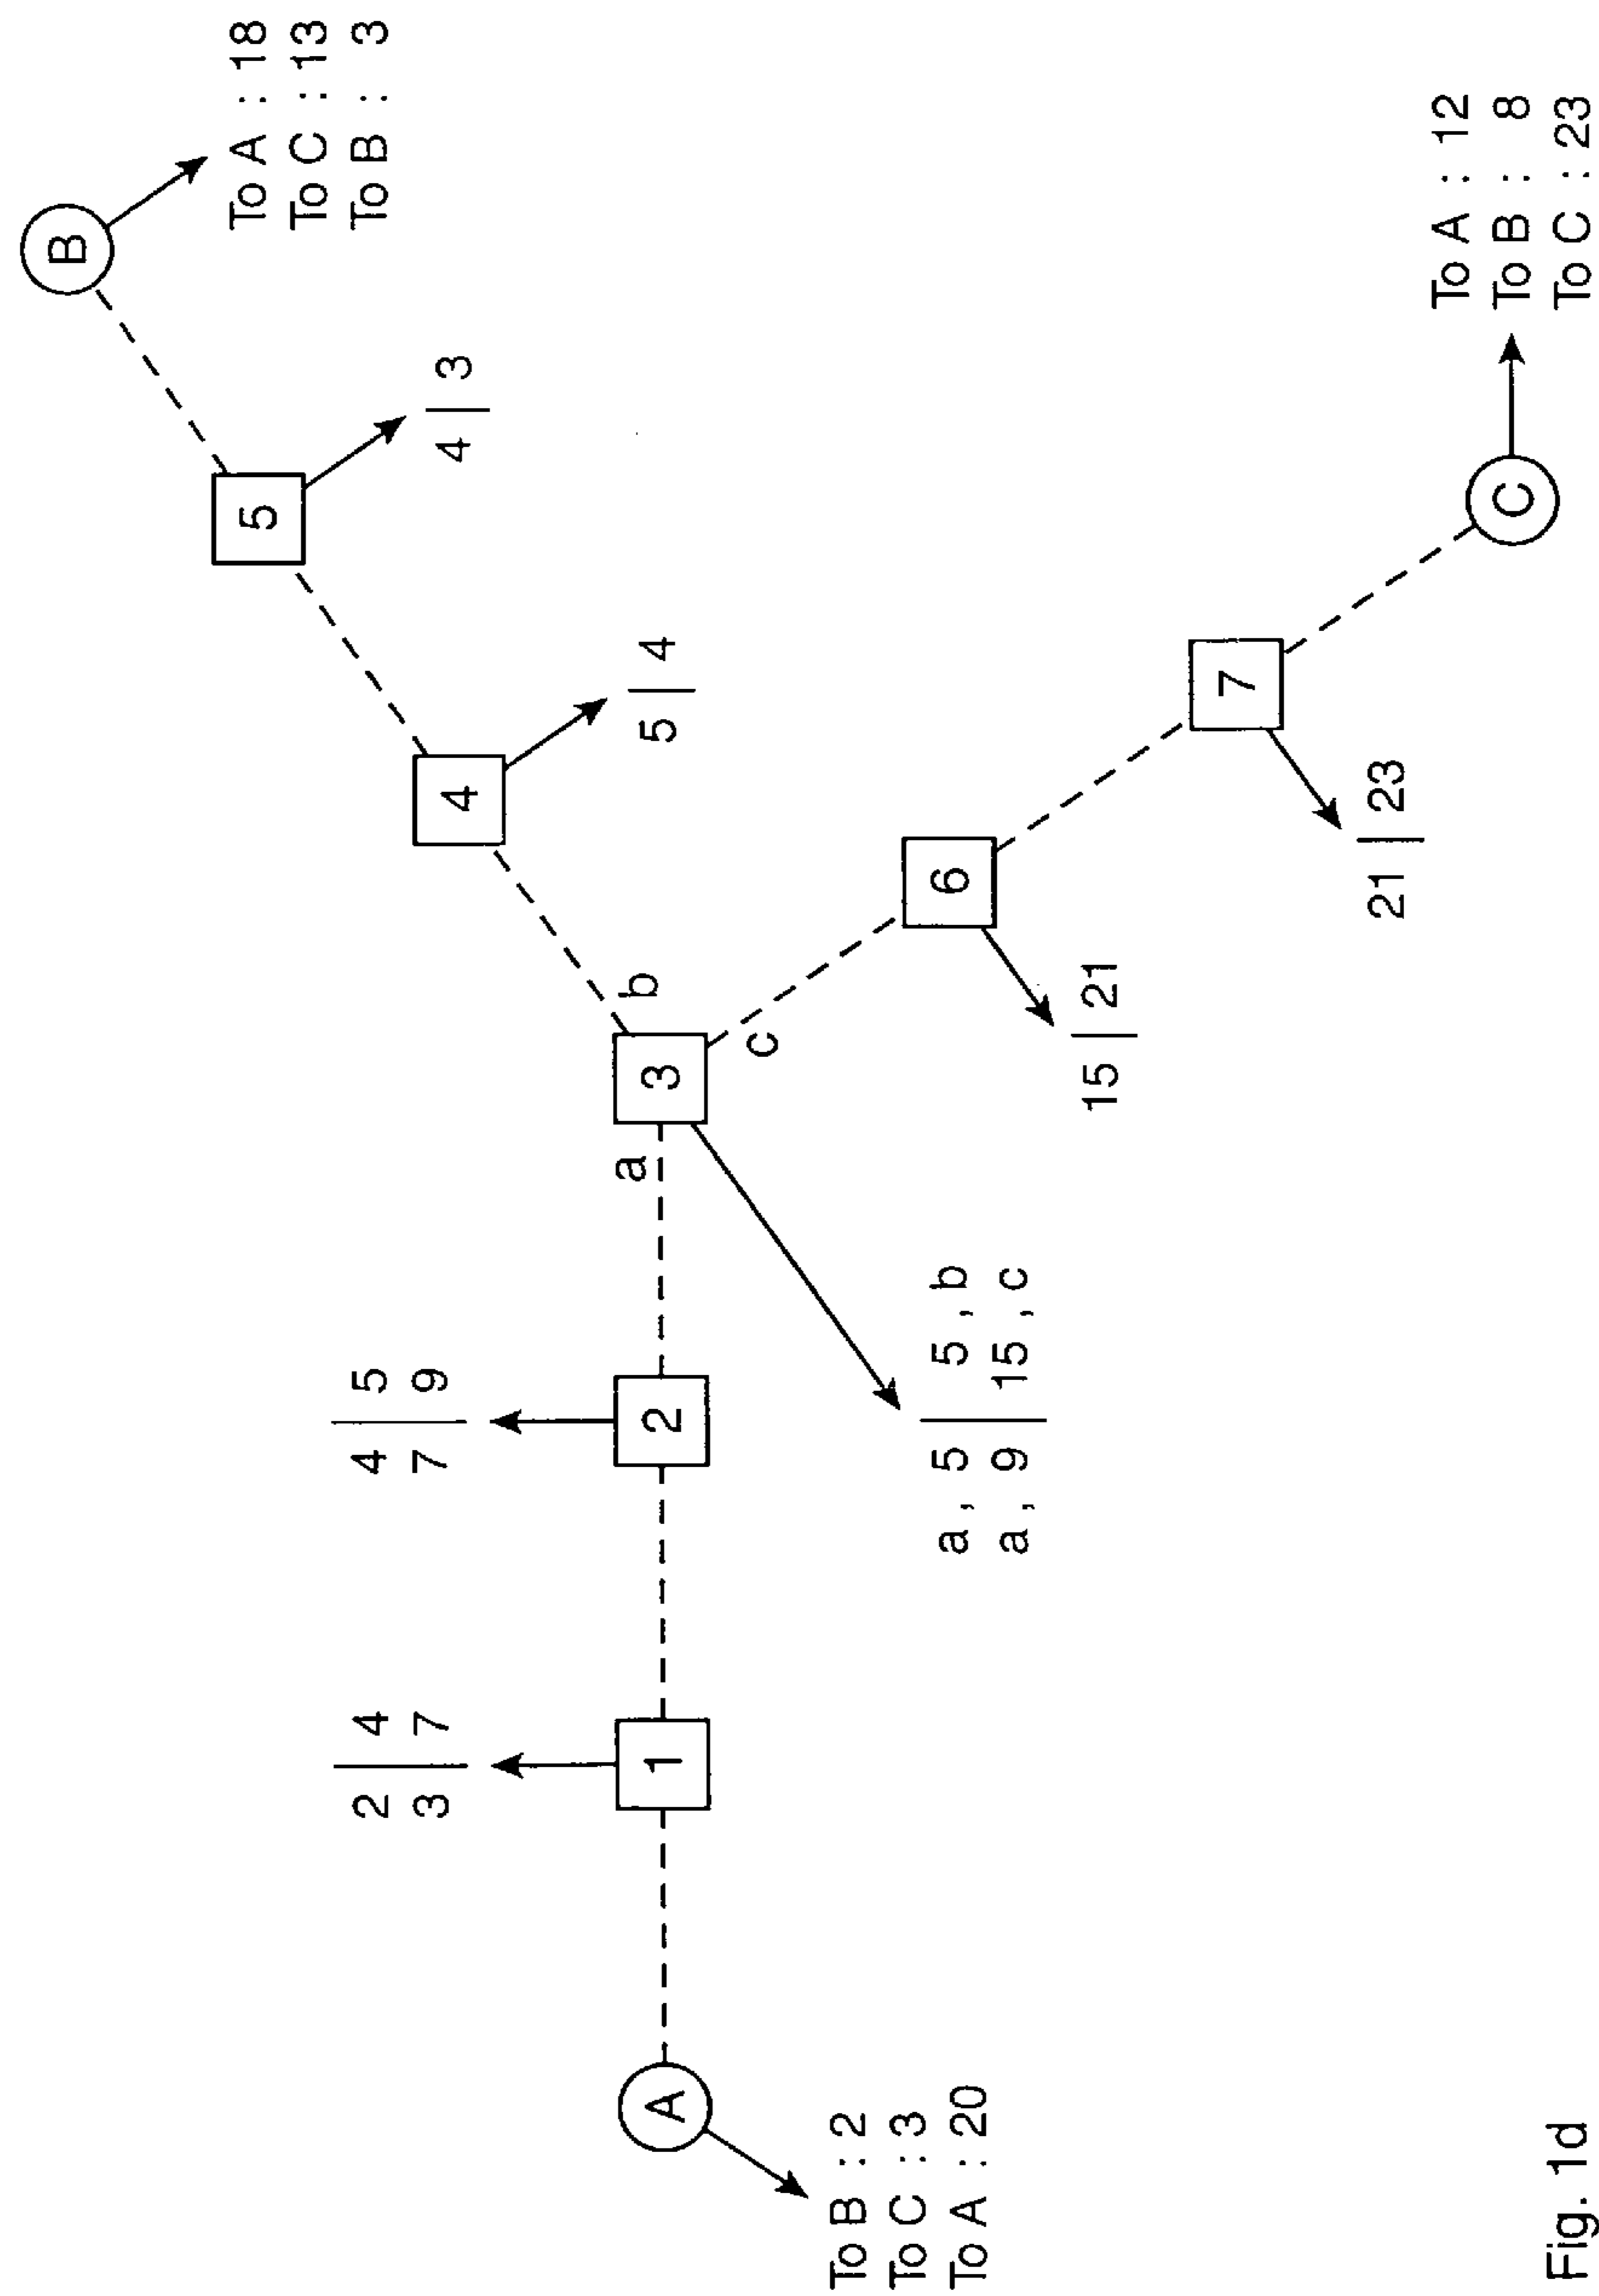 B
To A : 18
To C : 13
To B : 3
5
4 | 3
4
5 | 4
3
a
b
c
a, 5 | 5, b
a, 9 | 15, c
2
4 | 5
7 | 9
1
2 | 4
3 | 7
A
To B : 2
To C : 3
To A : 20
6
15 | 21
7
21 | 23
C
To A : 12
To B : 8
To C : 23
Fig. 1d